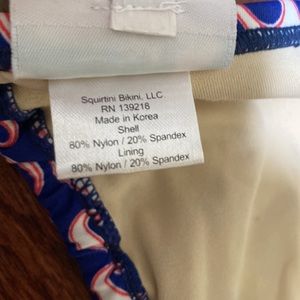 Squirtini Bikini, LLC
RN 139218
Made in Korea
Shell
80% Nylon / 20% Spandex
Lining
80% Nylon / 20% Spandex